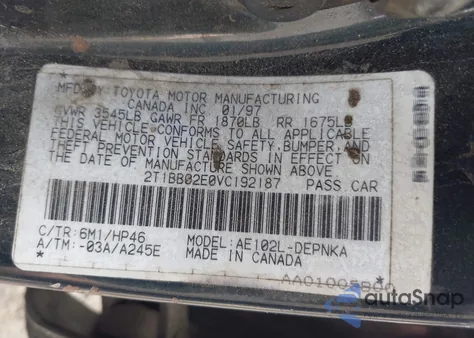 MFD. BY TOYOTA MOTOR MANUFACTURING
CANADA INC 01/97
GVWR 3545LB GAWR FR 1878LB RR 1675LB
THIS VEHICLE CONFORMS TO ALL APPLICABLE
FEDERAL MOTOR VEHICLE SAFETY, BUMPER, AND
THEFT PREVENTION STANDARDS IN EFFECT ON
THE DATE OF MANUFACTURE SHOWN ABOVE.
2T1BB02E0VC192187 PASS CAR
C/TR: 6M1/HP46 MODEL: AE102L-DEPNKA
A/TM: -03A/A245E MADE IN CANADA
autoSnap